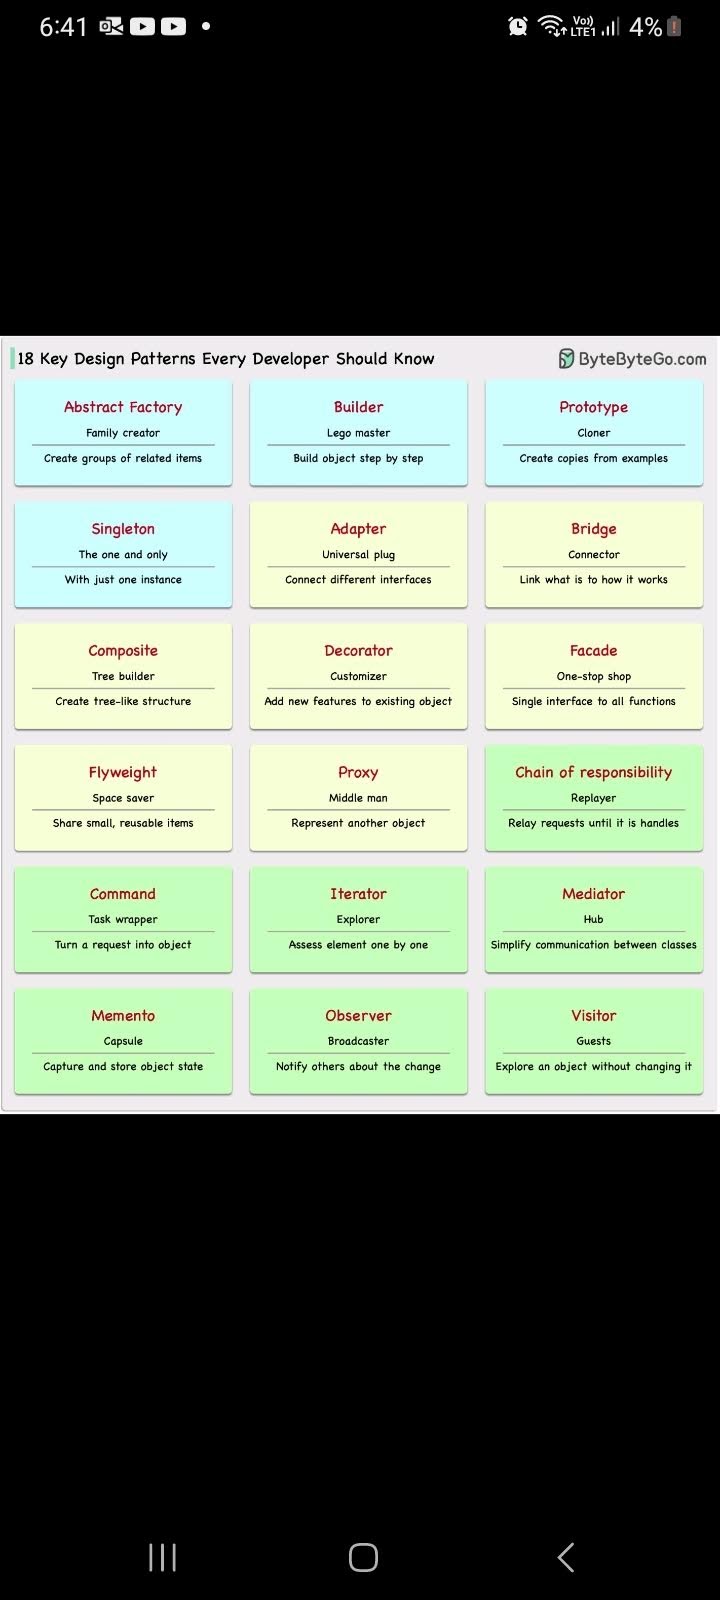 6:41
Vo)) LTE1 4%
18 Key Design Patterns Every Developer Should Know
ByteByteGo.com
Abstract Factory
Family creator
Create groups of related items
Builder
Lego master
Build object step by step
Prototype
Cloner
Create copies from examples
Singleton
The one and only
With just one instance
Adapter
Universal plug
Connect different interfaces
Bridge
Connector
Link what is to how it works
Composite
Tree builder
Create tree-like structure
Decorator
Customizer
Add new features to existing object
Facade
One-stop shop
Single interface to all functions
Flyweight
Space saver
Share small, reusable items
Proxy
Middle man
Represent another object
Chain of responsibility
Replayer
Relay requests until it is handles
Command
Task wrapper
Turn a request into object
Iterator
Explorer
Assess element one by one
Mediator
Hub
Simplify communication between classes
Memento
Capsule
Capture and store object state
Observer
Broadcaster
Notify others about the change
Visitor
Guests
Explore an object without changing it